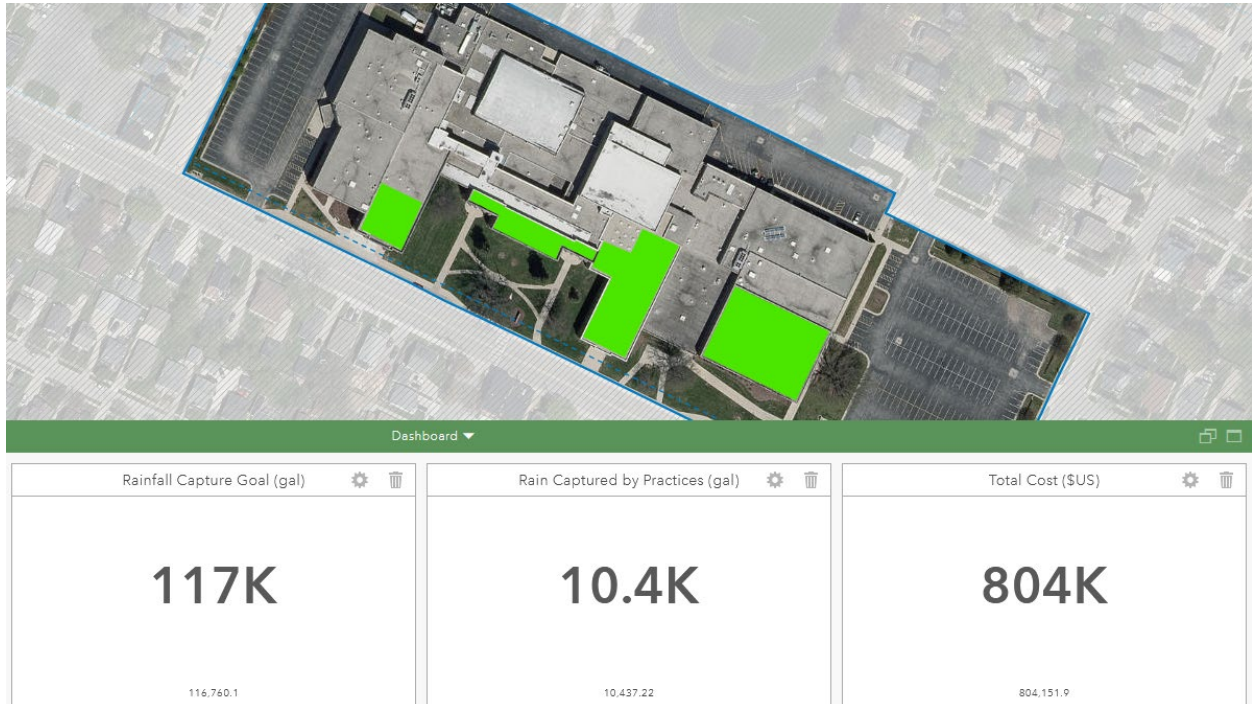 Dashboard
Rainfall Capture Goal (gal)
117K
116,760.1
Rain Captured by Practices (gal)
10.4K
10,437.22
Total Cost ($US)
804K
804,151.9